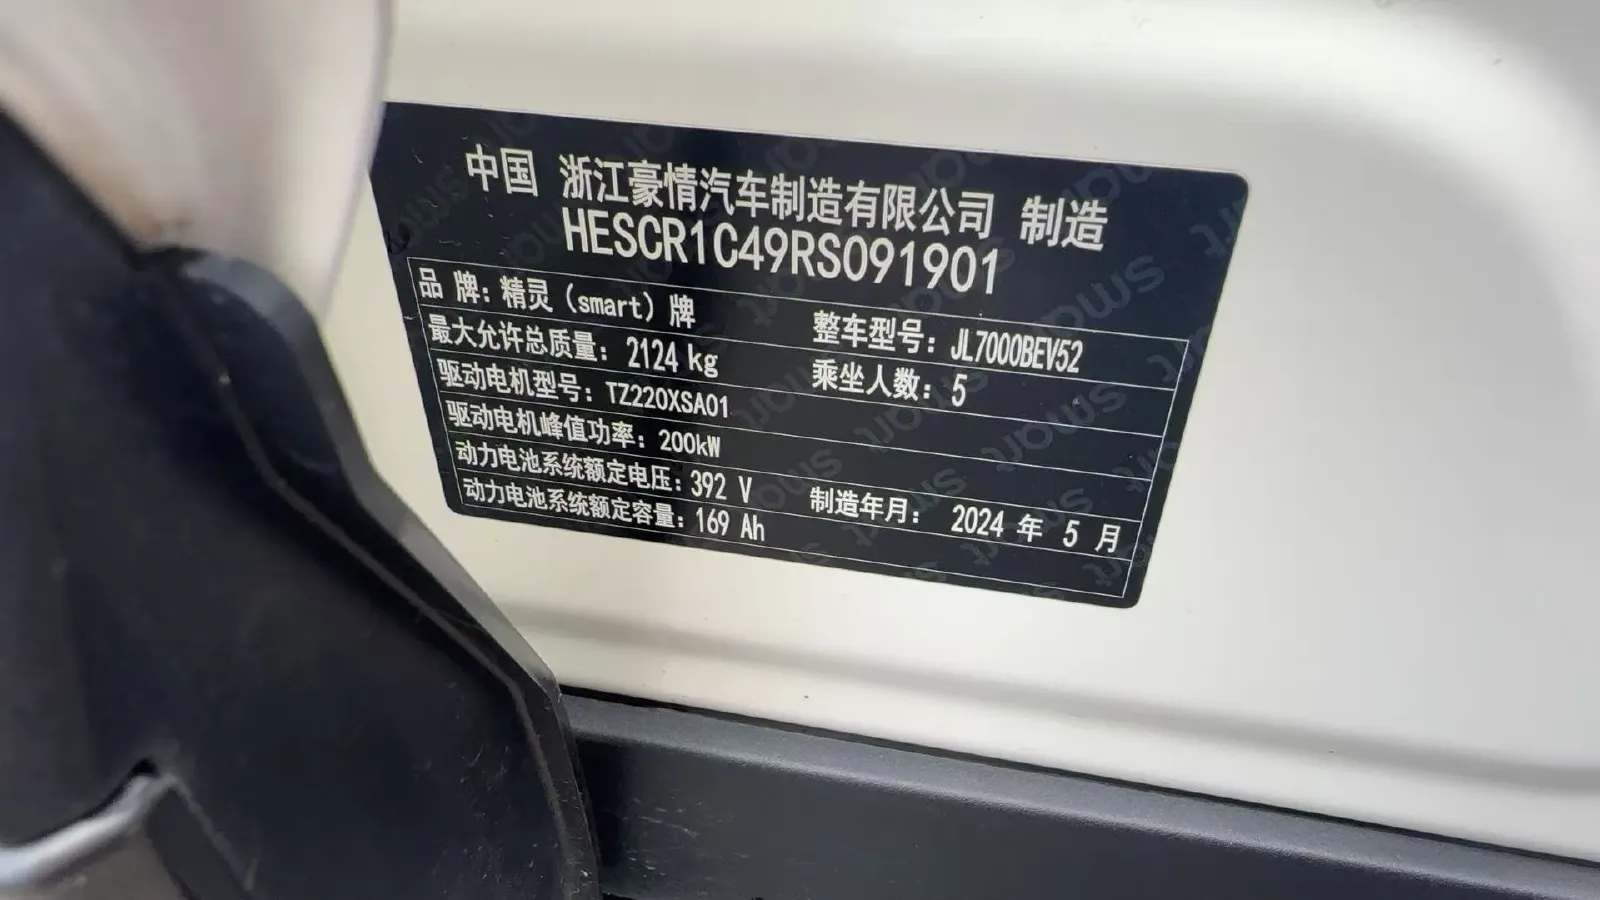 中国 浙江豪情汽车制造有限公司 制造
HESCR1C49RS091901
品 牌：精灵（smart）牌 整车型号：JL7000BEV52
最大允许总质量：2124 kg 乘坐人数：5
驱动电机型号：TZ220XSA01
驱动电机峰值功率：200kW
动力电池系统额定电压：392 V 制造年月：2024 年 5 月
动力电池系统额定容量：169 Ah